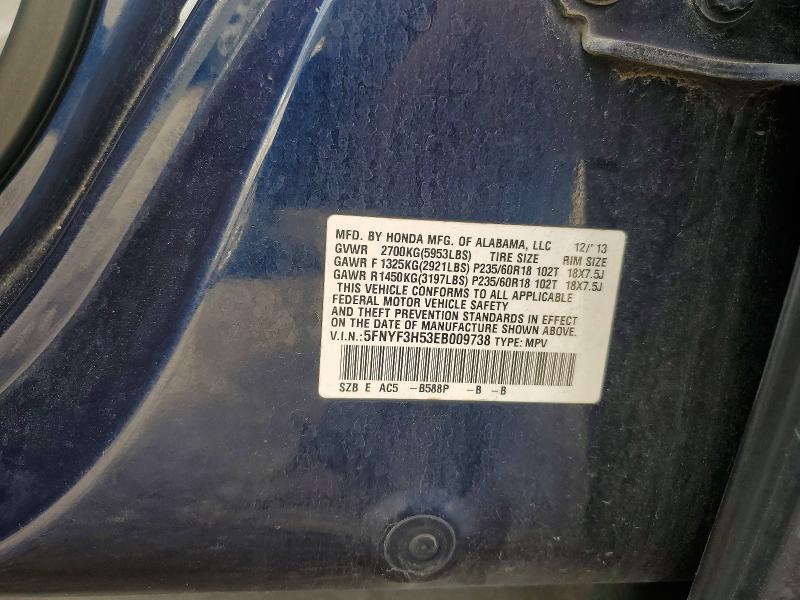 MFD. BY HONDA MFG. OF ALABAMA, LLC 12/'13
GVWR 2700KG(5953LBS) TIRE SIZE RIM SIZE
GAWR F 1325KG(2921LBS) P235/60R18 102T 18X7.5J
GAWR R1450KG(3197LBS) P235/60R18 102T 18X7.5J
THIS VEHICLE CONFORMS TO ALL APPLICABLE
FEDERAL MOTOR VEHICLE SAFETY
AND THEFT PREVENTION STANDARDS IN EFFECT
ON THE DATE OF MANUFACTURE SHOWN ABOVE.
V.I.N.:5FNYF3H53EB009738 TYPE: MPV
SZB E AC5 -B588P -B -B